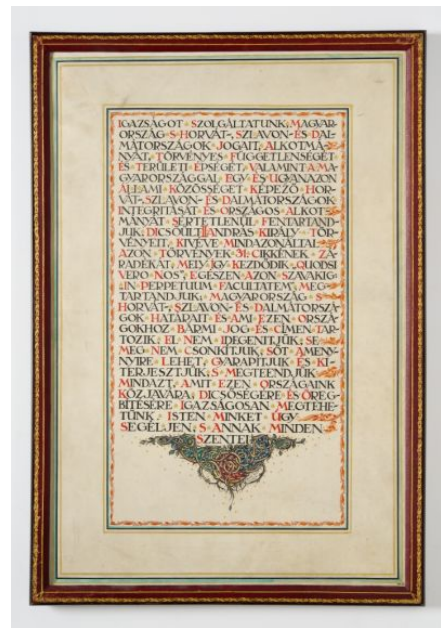 IGAZSÁGOT SZOLGÁLTATUNK; MAGYAR-
ORSZÁG S HORVÁT-, SZLAVON- ÉS DAL-
MÁTORSZÁGOK JOGAIT, ALKOTMÁ-
NYÁT, TÖRVÉNYES FÜGGETLENSÉGÉT
ÉS TERÜLETI ÉPSÉGÉT, VALAMINT A MA-
GYARORSZÁGGAL EGY ÉS UGYANAZON
ÁLLAMI KÖZÖSSÉGET KÉPEZŐ HOR-
VÁT-, SZLAVON- ÉS DALMÁTORSZÁGOK
INTEGRITÁSÁT ÉS ORSZÁGOS ALKOT-
MÁNYÁT SÉRTETLENÜL FENTARTAND-
JUK; DICSŐÜLT II. ANDRÁS KIRÁLY TÖR-
VÉNYEIT, KIVÉVE MINDAZONÁLTAL
AZON TÖRVÉNYEK 31. CIKKÉNEK ZÁ-
RADÉKÁT, MELY ÍGY KEZDŐDIK „QUODSI
VERO NOS", EGÉSZEN AZON SZAVAKIG
„IN PERPETUUM FACULTATEM", MEG-
TARTANDJUK; MAGYARORSZÁG S
HORVÁT-, SZLAVON- ÉS DALMÁTORSZÁ-
GOK HATÁRAIT ÉS AMI EZEN ORSZÁ-
GOKHOZ BÁRMI JOG ÉS CÍMEN TAR-
TOZIK, EL NEM IDEGENÍTJÜK, SE
MEG NEM CSONKÍTJUK, SŐT AMENY-
NYIRE LEHET, GYARAPÍTJUK ÉS KI-
TERJESZTJÜK; S MEGTEENDJÜK
MINDAZT, AMIT EZEN ORSZÁGAINK
KÖZJAVÁRA, DICSŐSÉGÉRE ÉS ÖREG-
BÍTÉSÉRE IGAZSÁGOSAN MEGTEHE-
TÜNK. ISTEN MINKET ÚGY
SEGÉLJEN, S ANNAK MINDEN
SZENTEI.